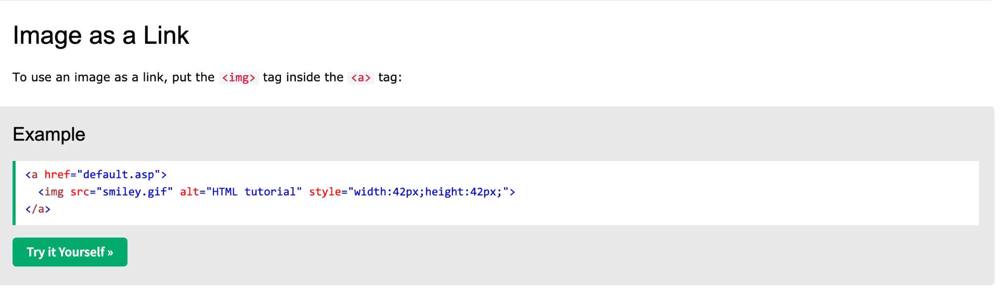 Image as a Link
To use an image as a link, put the <img> tag inside the <a> tag:
Example
<a href="default.asp">
  <img src="smiley.gif" alt="HTML tutorial" style="width:42px;height:42px;">
</a>
Try it Yourself »